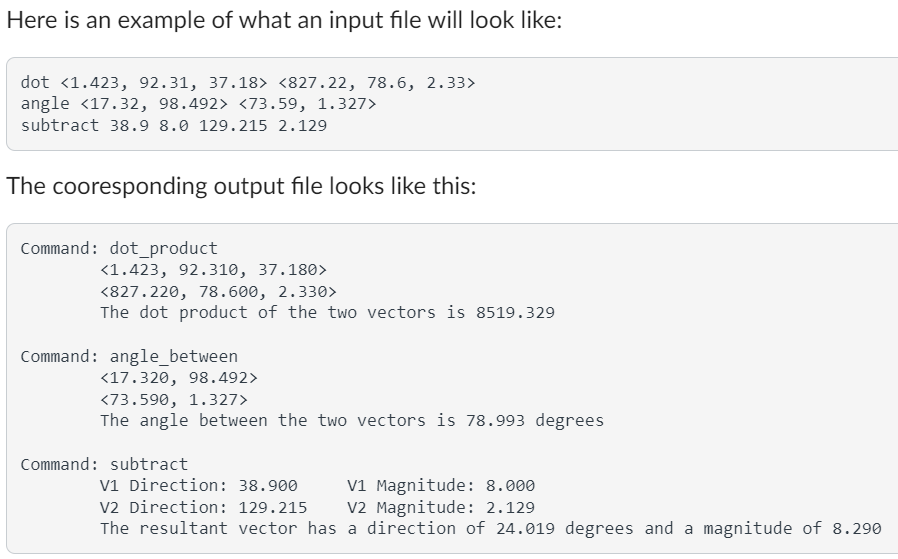 Here is an example of what an input file will look like:
dot <1.423, 92.31, 37.18> <827.22, 78.6, 2.33>
angle <17.32, 98.492> <73.59, 1.327>
subtract 38.9 8.0 129.215 2.129
The cooresponding output file looks like this:
Command: dot_product
<1.423, 92.310, 37.180>
<827.220, 78.600, 2.330>
The dot product of the two vectors is 8519.329
Command: angle_between
<17.320, 98.492>
<73.590, 1.327>
The angle between the two vectors is 78.993 degrees
Command: subtract
V1 Direction: 38.900     V1 Magnitude: 8.000
V2 Direction: 129.215    V2 Magnitude: 2.129
The resultant vector has a direction of 24.019 degrees and a magnitude of 8.290